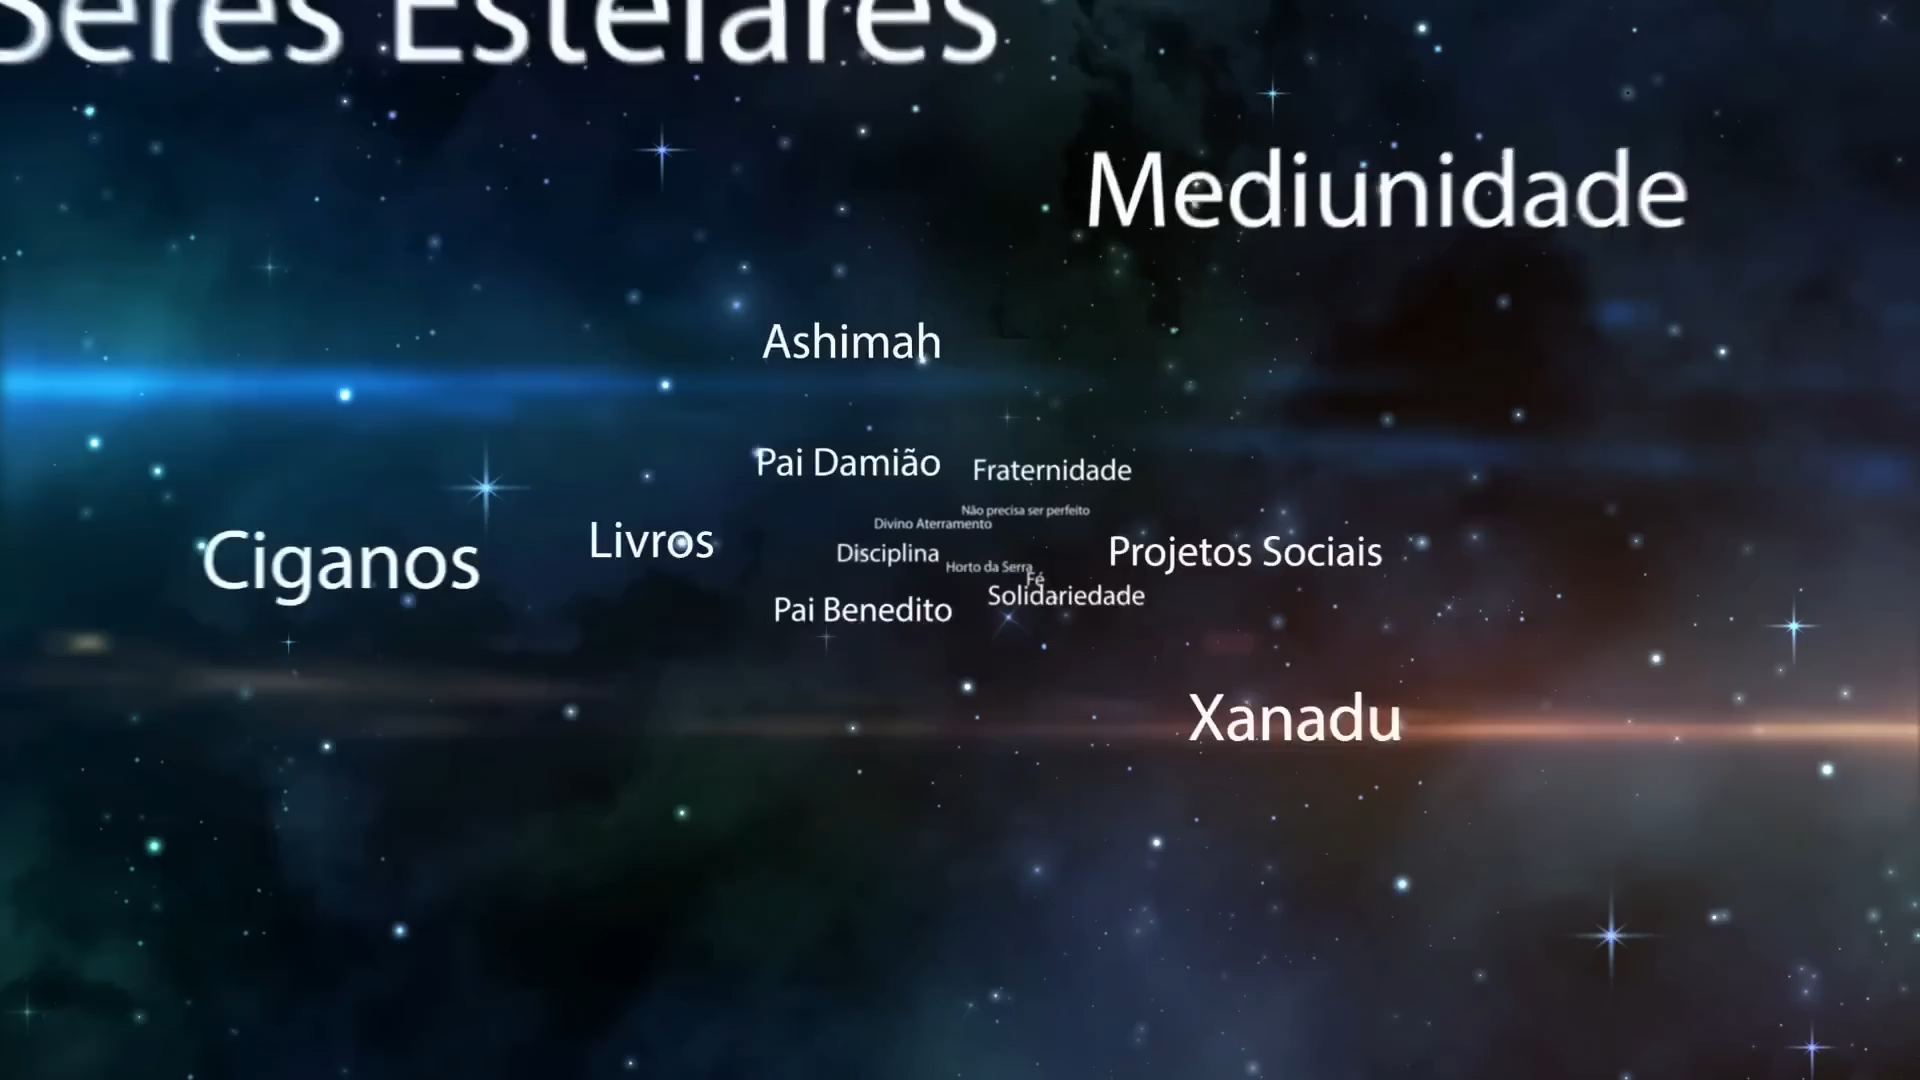 Seres Estelares
Mediunidade
Ashimah
Pai Damião
Fraternidade
Não precisa ser perfeito
Divino Aterramento
Livros
Ciganos
Disciplina
Projetos Sociais
Horto da Serra
Fé
Solidariedade
Pai Benedito
Xanadu